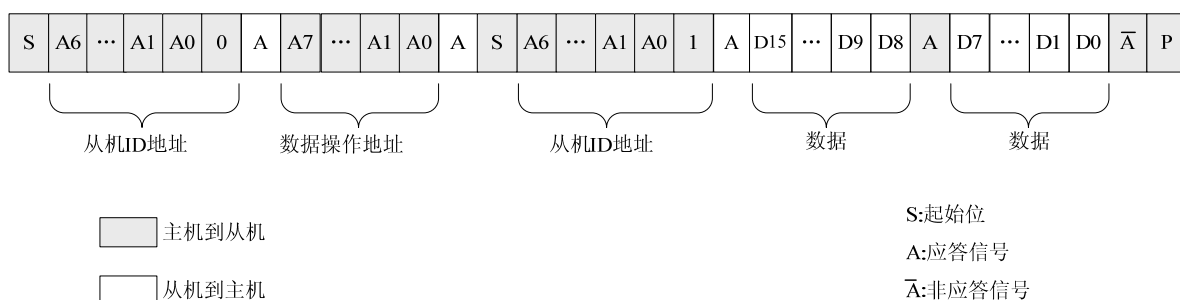 S A6 ··· A1 A0 0 A A7 ··· A1 A0 A S A6 ··· A1 A0 1 A D15 ··· D9 D8 A D7 ··· D1 D0 A̅ P
从机ID地址 数据操作地址 从机ID地址 数据 数据
主机到从机
S:起始位
A:应答信号
从机到主机
A̅:非应答信号